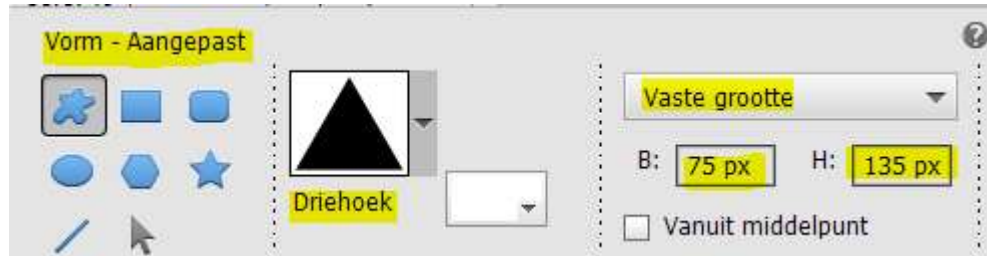 Vorm - Aangepast
Vaste grootte
B: 75 px H: 135 px
Driehoek
Vanuit middelpunt